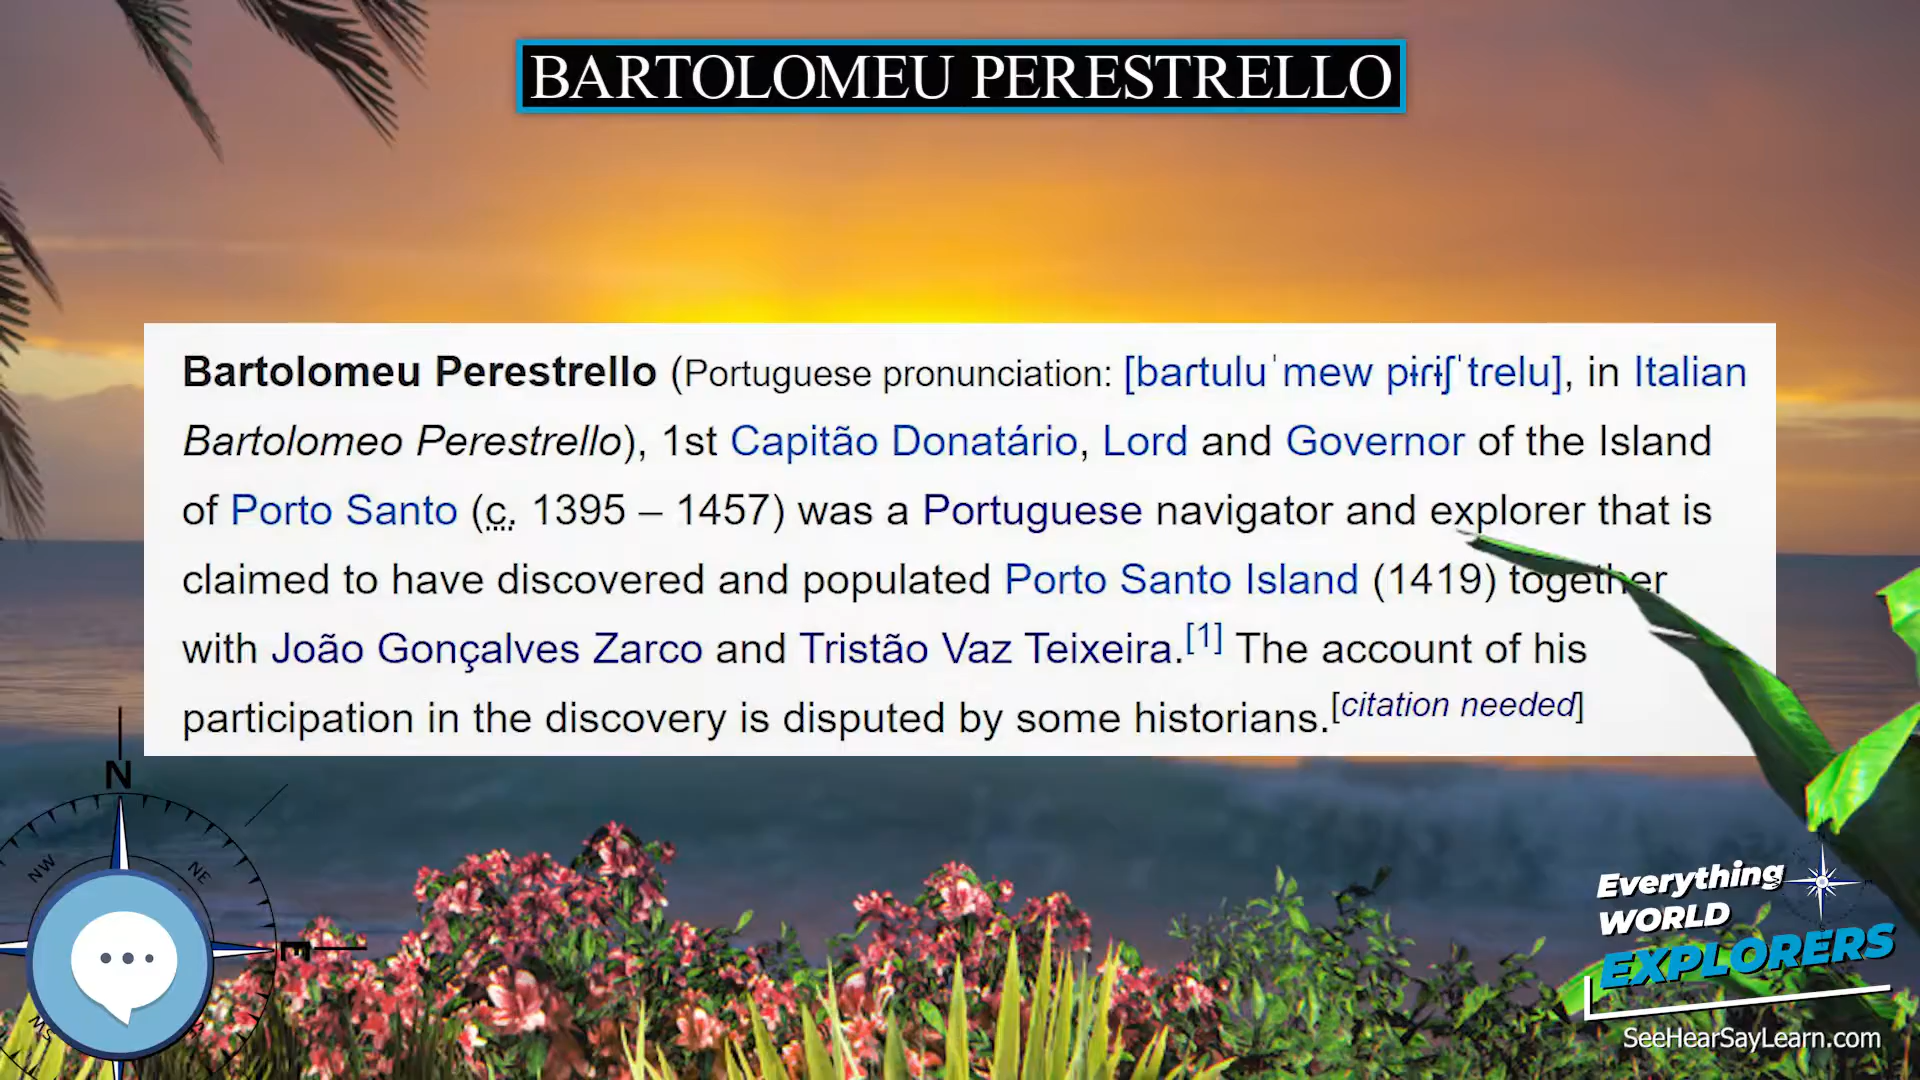 BARTOLOMEU PERESTRELLO
Bartolomeu Perestrello (Portuguese pronunciation: [bɐɾtuluˈmew pɨɾɨʃˈtɾelu], in Italian
Bartolomeo Perestrello), 1st Capitão Donatário, Lord and Governor of the Island
of Porto Santo (c. 1395 – 1457) was a Portuguese navigator and explorer that is
claimed to have discovered and populated Porto Santo Island (1419) together
with João Gonçalves Zarco and Tristão Vaz Teixeira.[1] The account of his
participation in the discovery is disputed by some historians.[citation needed]
N
NW
NE
E
Everything
WORLD
EXPLORERS
SeeHearSayLearn.com